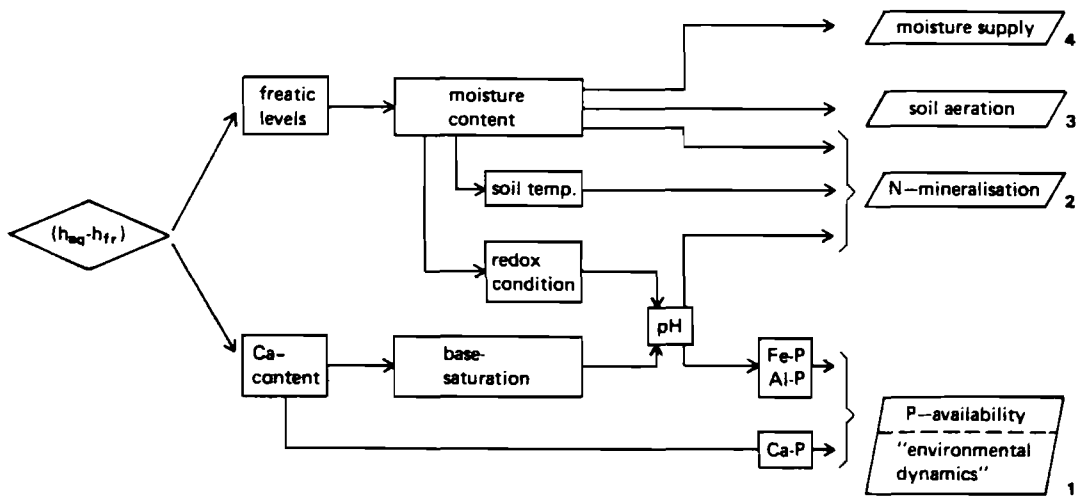 moisture supply
4
freatic
levels
moisture
content
soil aeration
3
soil temp.
N-mineralisation
2
(haq-hfr)
redox
condition
pH
Ca-
content
base-
saturation
Fe-P
Al-P
P-availability
Ca-P
"environmental
dynamics"
1